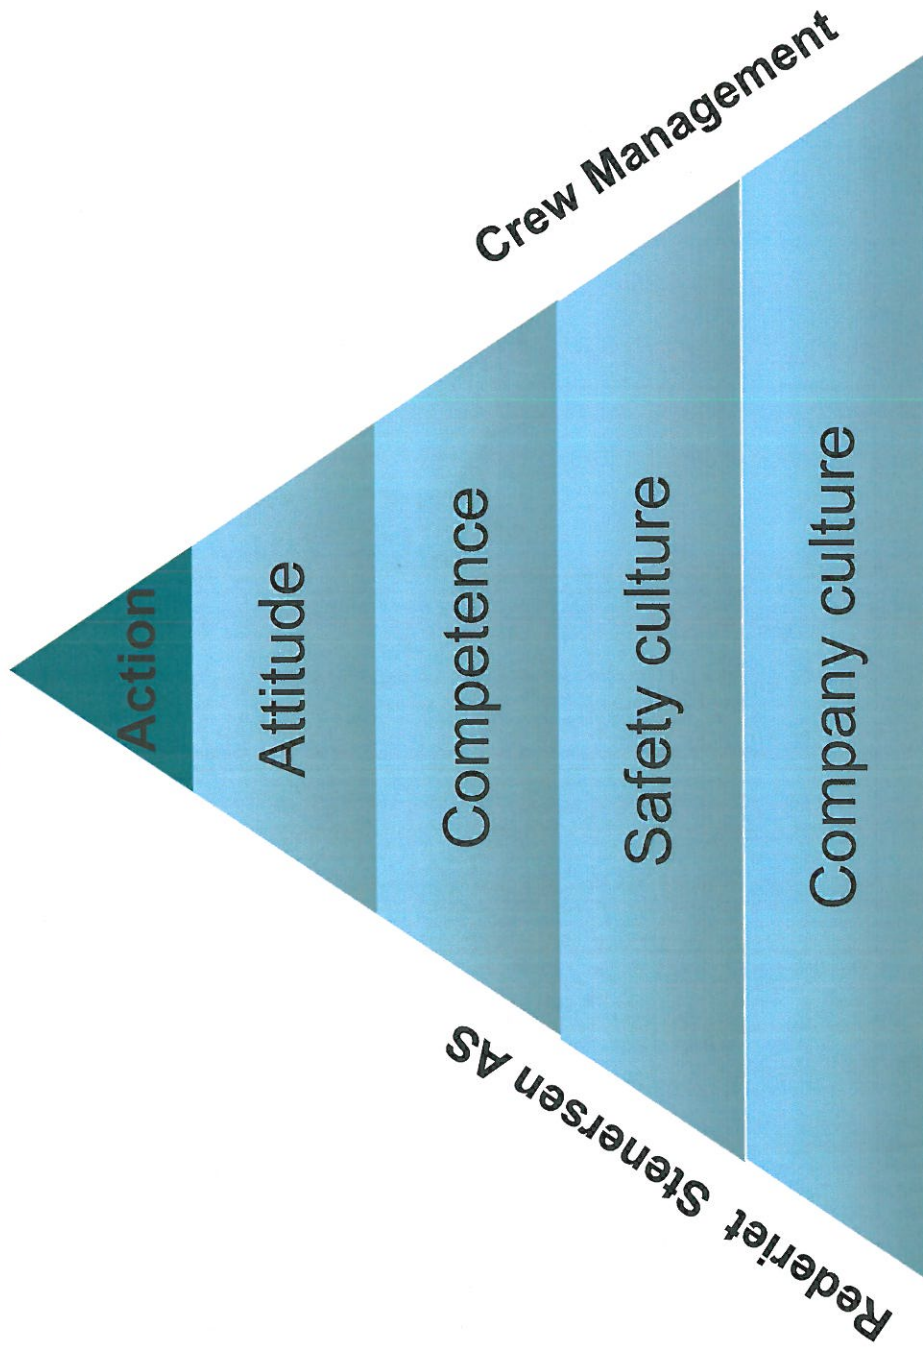 Action
Attitude
Competence
Safety culture
Company culture
Rederiet Stenersen AS
Crew Management